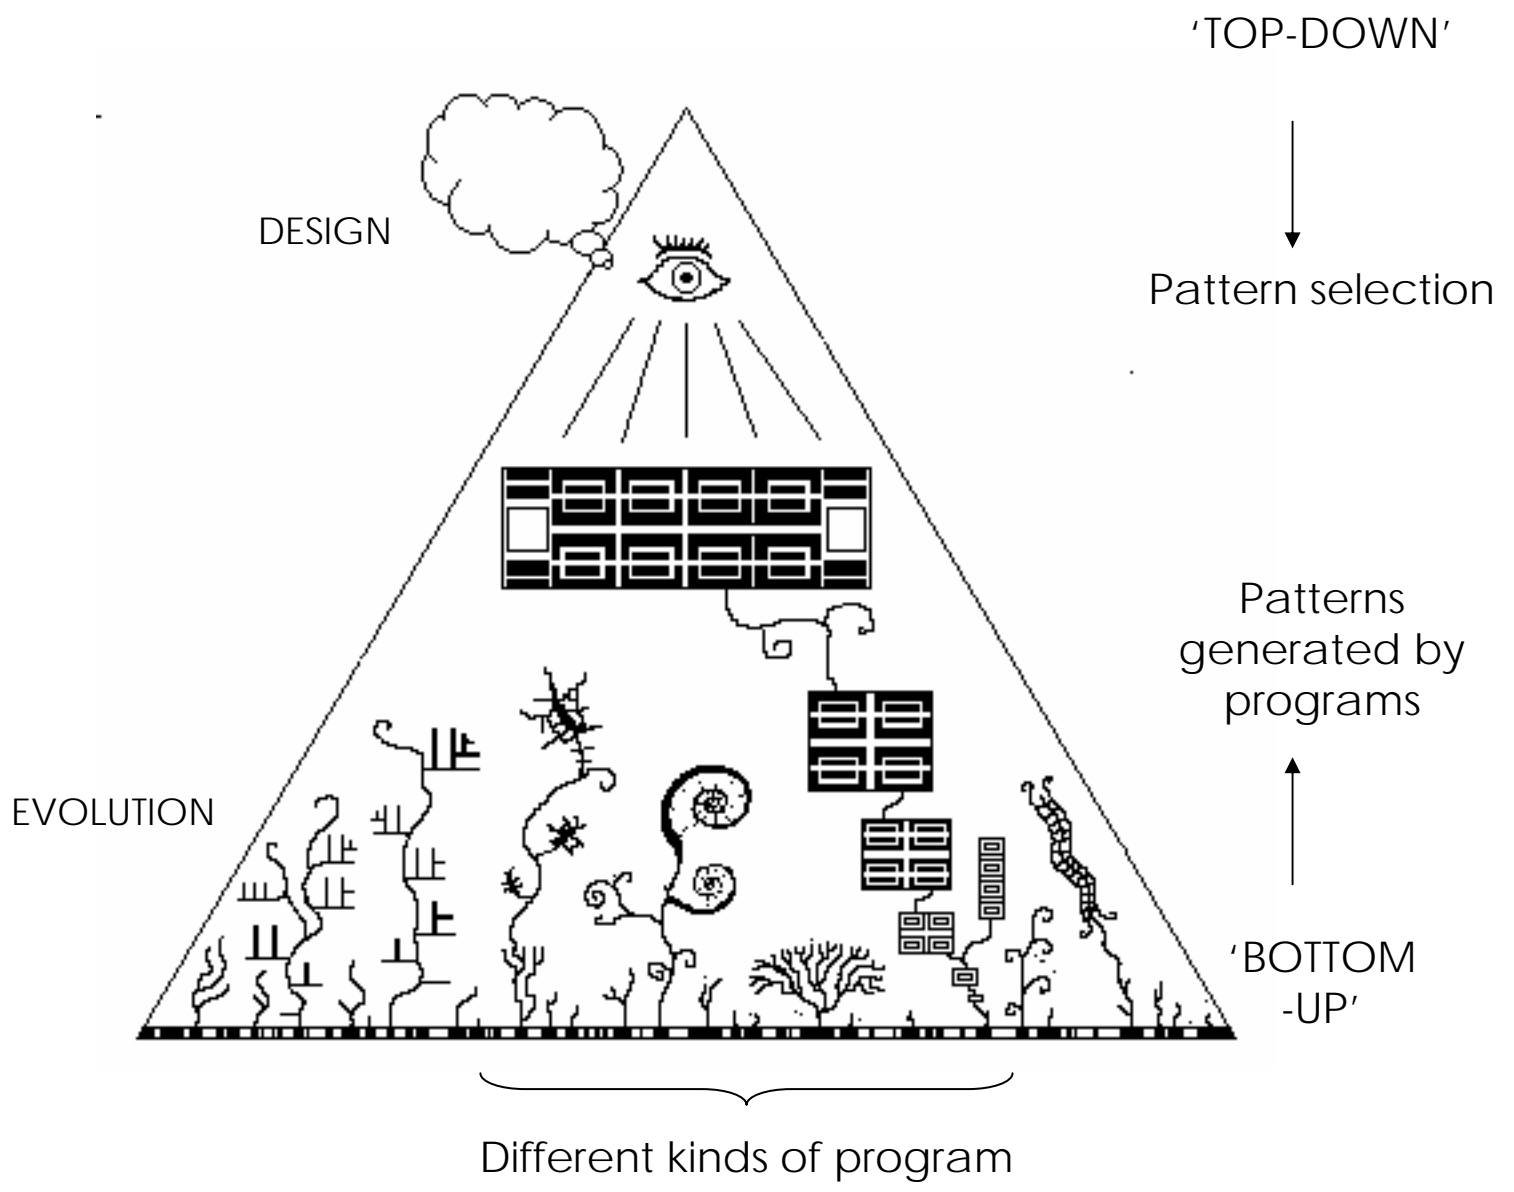 ‘TOP-DOWN’
DESIGN
Pattern selection
Patterns
generated by
programs
EVOLUTION
‘BOTTOM
-UP’
Different kinds of program